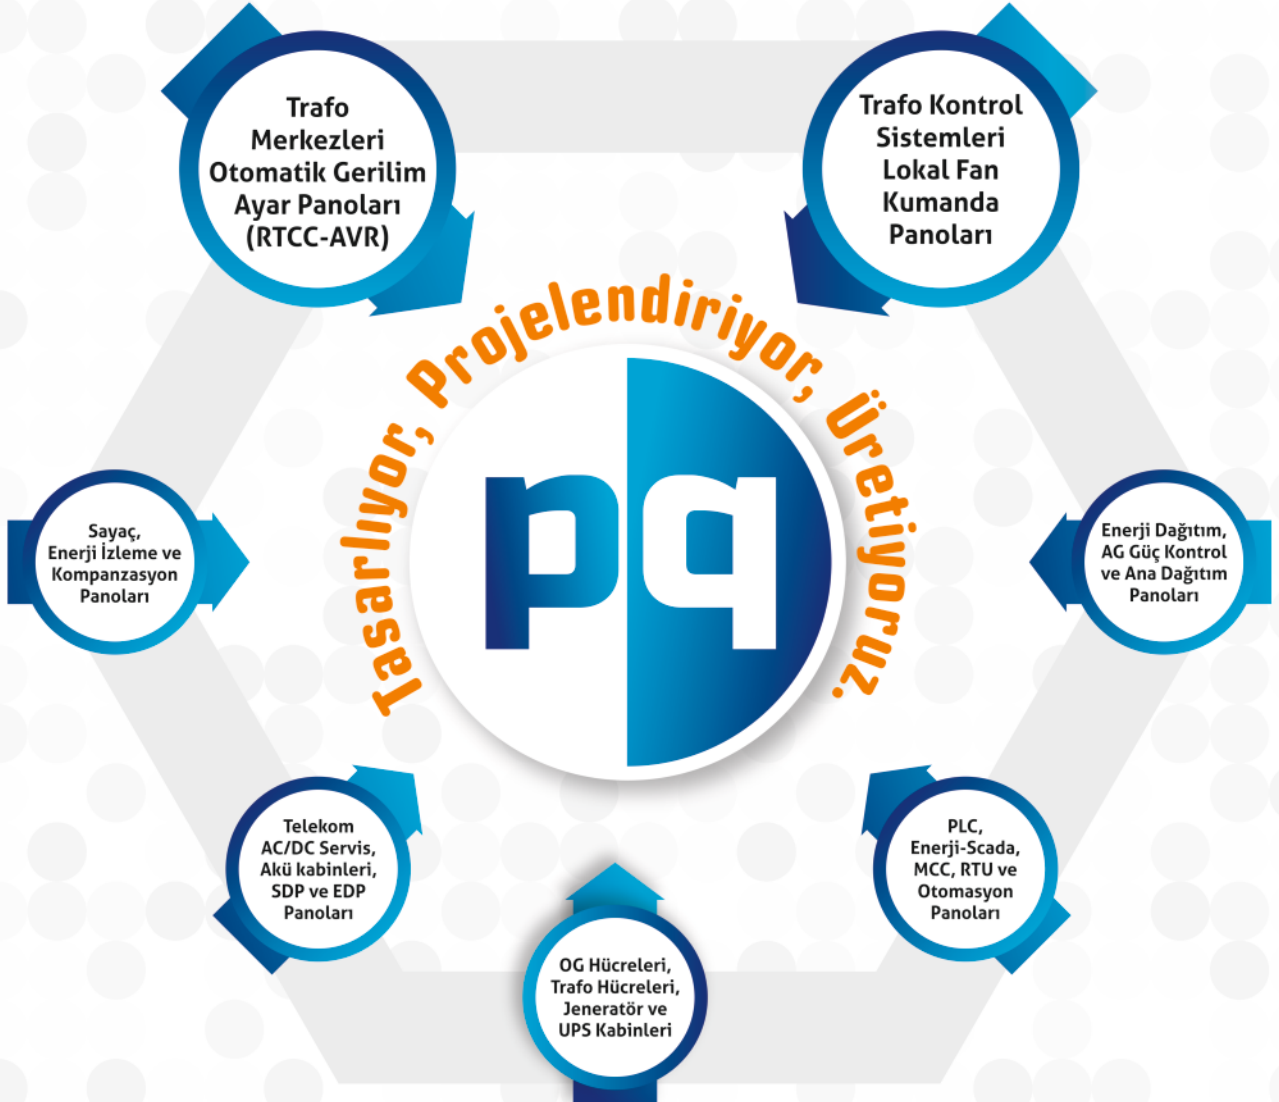 Trafo
Merkezleri
Otomatik Gerilim
Ayar Panoları
(RTCC-AVR)
Trafo Kontrol
Sistemleri
Lokal Fan
Kumanda
Panoları
Tasarlıyor, Projelendiriyor, Üretiyoruz.
pq
Sayaç,
Enerji İzleme ve
Kompanzasyon
Panoları
Enerji Dağıtım,
AG Güç Kontrol
ve Ana Dağıtım
Panoları
Telekom
AC/DC Servis,
Akü kabinleri,
SDP ve EDP
Panoları
PLC,
Enerji-Scada,
MCC, RTU ve
Otomasyon
Panoları
OG Hücreleri,
Trafo Hücreleri,
Jeneratör ve
UPS Kabinleri